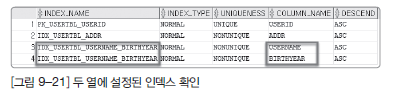 INDEX_NAME INDEX_TYPE UNIQUENESS COLUMN_NAME DESCEND
1 PK_USERTBL_USERID NORMAL UNIQUE USERID ASC
2 IDX_USERTBL_ADDR NORMAL NONUNIQUE ADDR ASC
3 IDX_USERTBL_USERNAME_BIRTHYEAR NORMAL NONUNIQUE USERNAME ASC
4 IDX_USERTBL_USERNAME_BIRTHYEAR NORMAL NONUNIQUE BIRTHYEAR ASC
[그림 9-21] 두 열에 설정된 인덱스 확인